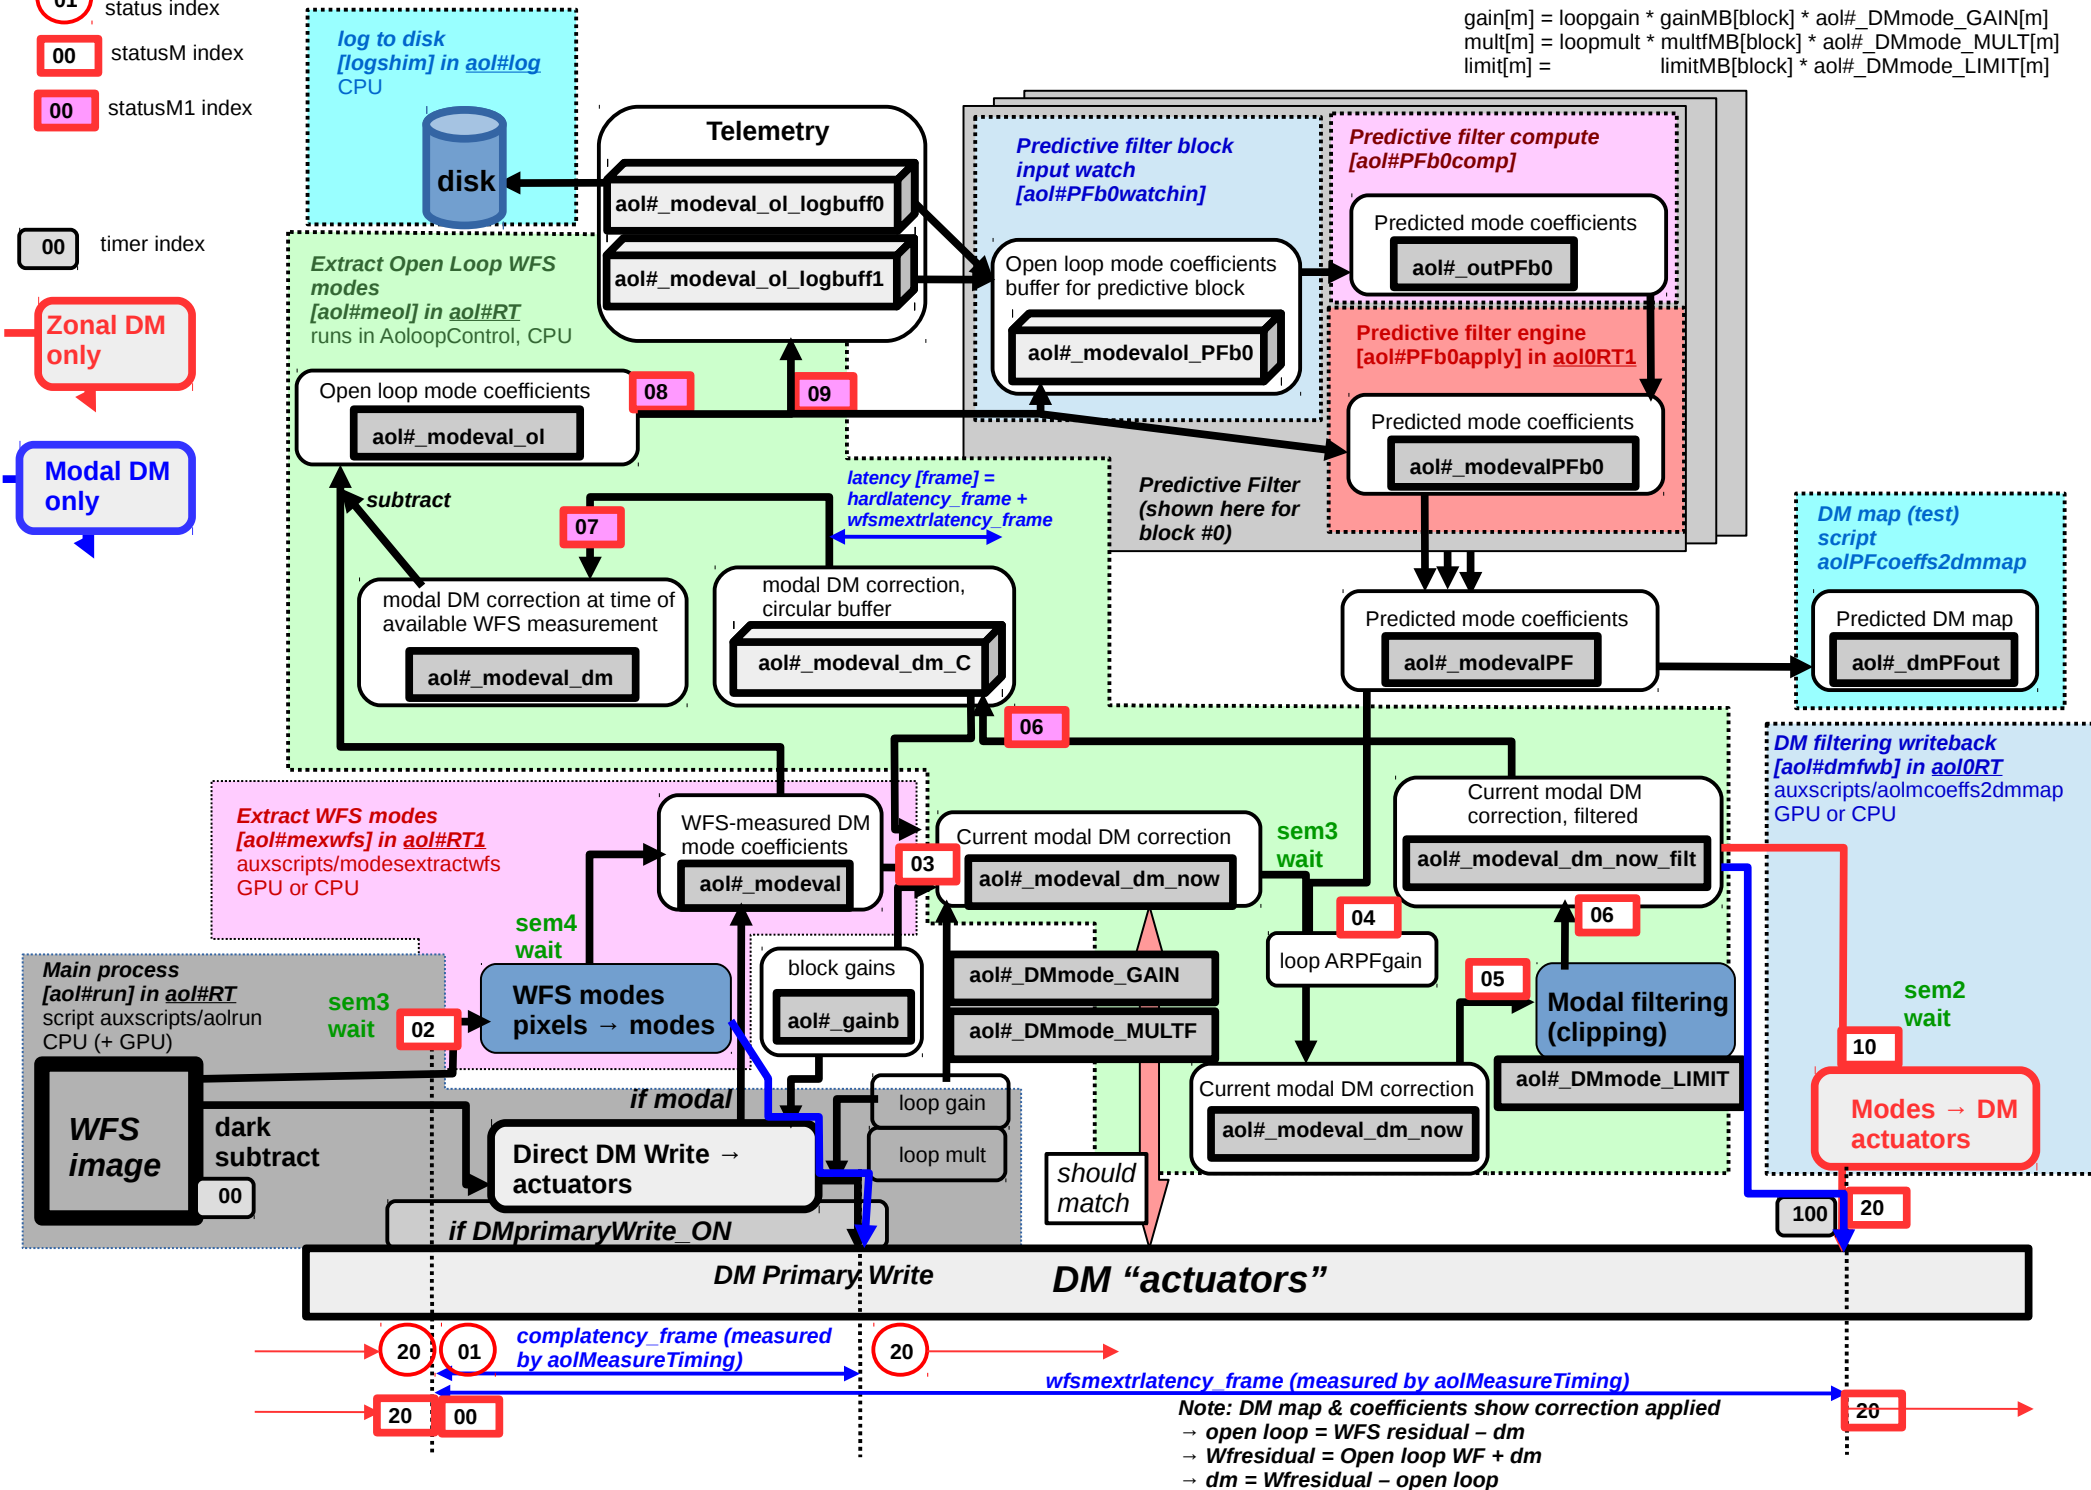 01
status index
00
statusM index
00
statusM1 index
00
timer index
Zonal DM
only
Modal DM
only
gain[m] = loopgain * gainMB[block] * aol#_DMmode_GAIN[m]
mult[m] = loopmult * multfMB[block] * aol#_DMmode_MULT[m]
limit[m] = limitMB[block] * aol#_DMmode_LIMIT[m]
log to disk
[logshim] in aol#log
CPU
disk
Telemetry
aol#_modeval_ol_logbuff0
aol#_modeval_ol_logbuff1
Predictive filter block
input watch
[aol#PFb0watchin]
Open loop mode coefficients
buffer for predictive block
aol#_modevalol_PFb0
Predictive filter compute
[aol#PFb0comp]
Predicted mode coefficients
aol#_outPFb0
Predictive filter engine
[aol#PFb0apply] in aol0RT1
Predicted mode coefficients
aol#_modevalPFb0
Predictive Filter
(shown here for
block #0)
Extract Open Loop WFS
modes
[aol#meol] in aol#RT
runs in AoloopControl, CPU
Open loop mode coefficients
aol#_modeval_ol
08
09
subtract
07
latency [frame] =
hardlatency_frame +
wfsmextrlatency_frame
modal DM correction at time of
available WFS measurement
aol#_modeval_dm
modal DM correction,
circular buffer
aol#_modeval_dm_C
06
Predicted mode coefficients
aol#_modevalPF
DM map (test)
script
aolPFcoeffs2dmmap
Predicted DM map
aol#_dmPFout
DM filtering writeback
[aol#dmfwb] in aol0RT
auxscripts/aolmcoeffs2dmmap
GPU or CPU
Extract WFS modes
[aol#mexwfs] in aol#RT1
auxscripts/modesextractwfs
GPU or CPU
WFS-measured DM
mode coefficients
aol#_modeval
03
Current modal DM correction
aol#_modeval_dm_now
sem3
wait
Current modal DM
correction, filtered
aol#_modeval_dm_now_filt
04
loop ARPFgain
06
05
Modal filtering
(clipping)
aol#_DMmode_LIMIT
sem4
wait
WFS modes
pixels → modes
block gains
aol#_gainb
aol#_DMmode_GAIN
aol#_DMmode_MULTF
Current modal DM correction
aol#_modeval_dm_now
sem2
wait
10
Modes → DM
actuators
100
20
Main process
[aol#run] in aol#RT
script auxscripts/aolrun
CPU (+ GPU)
sem3
wait
02
WFS
image
dark
subtract
00
if modal
Direct DM Write →
actuators
loop gain
loop mult
if DMprimaryWrite_ON
should
match
DM Primary Write
DM “actuators”
20
01
complatency_frame (measured
by aolMeasureTiming)
20
wfsmextrlatency_frame (measured by aolMeasureTiming)
20
00
20
Note: DM map & coefficients show correction applied
→ open loop = WFS residual – dm
→ Wfresidual = Open loop WF + dm
→ dm = Wfresidual – open loop